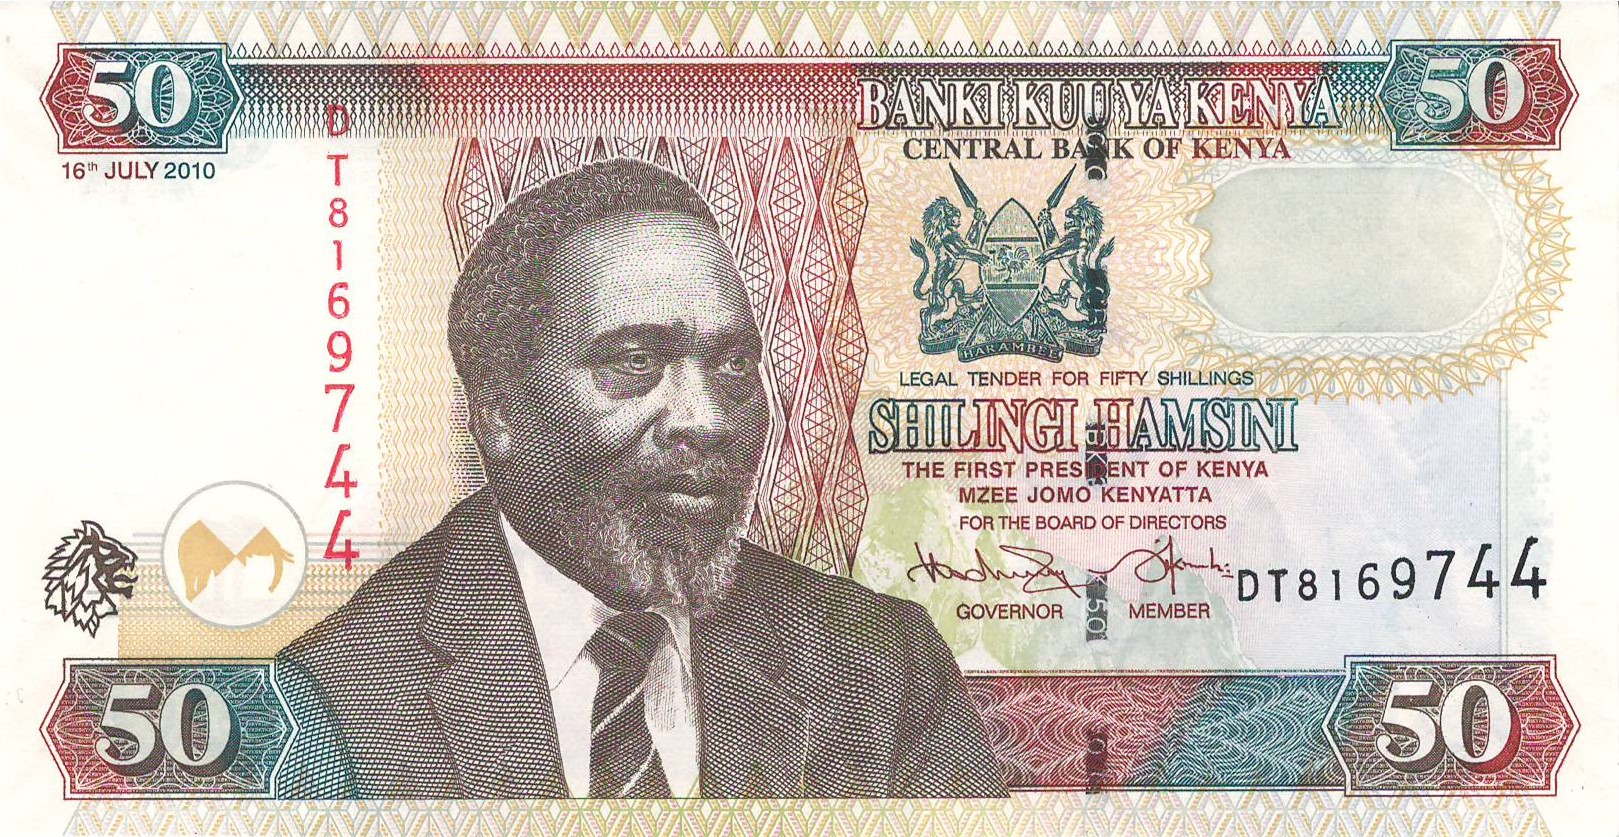 50
BANKI KUU YA KENYA
50
CENTRAL BANK OF KENYA
16th JULY 2010
DT8169744
HARAMBEE
LEGAL TENDER FOR FIFTY SHILLINGS
SHILINGI HAMSINI
THE FIRST PRESIDENT OF KENYA
MZEE JOMO KENYATTA
FOR THE BOARD OF DIRECTORS
GOVERNOR MEMBER
DT8169744
50
50